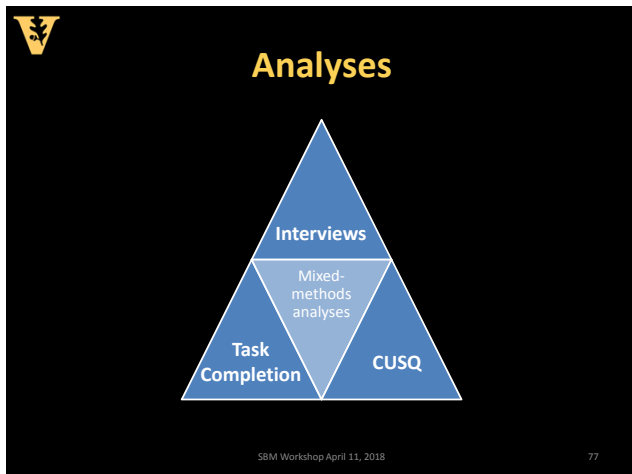 V
Analyses
Interviews
Mixed-
methods
analyses
Task
Completion
CUSQ
SBM Workshop April 11, 2018
77